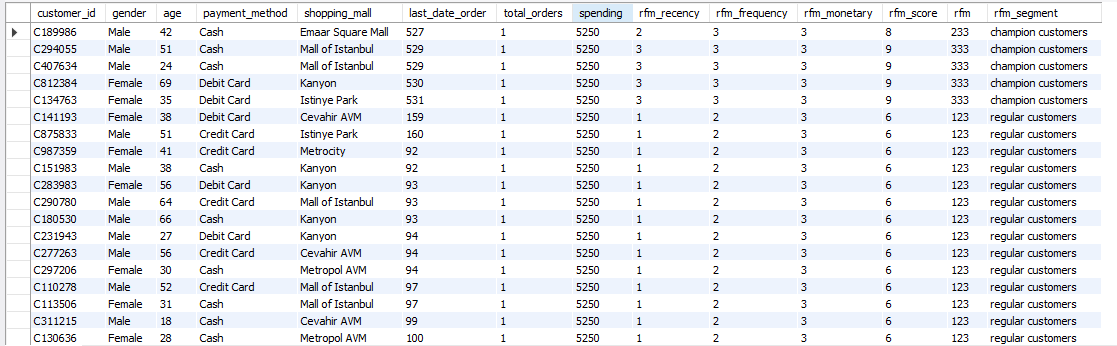 customer_id gender age payment_method shopping_mall last_date_order total_orders spending rfm_recency rfm_frequency rfm_monetary rfm_score rfm rfm_segment
C189986 Male 42 Cash Emaar Square Mall 527 1 5250 2 3 3 8 233 champion customers
C294055 Male 51 Cash Mall of Istanbul 529 1 5250 3 3 3 9 333 champion customers
C407634 Male 24 Cash Mall of Istanbul 529 1 5250 3 3 3 9 333 champion customers
C812384 Female 69 Debit Card Kanyon 530 1 5250 3 3 3 9 333 champion customers
C134763 Female 35 Debit Card Istinye Park 531 1 5250 3 3 3 9 333 champion customers
C141193 Female 38 Debit Card Cevahir AVM 159 1 5250 1 2 3 6 123 regular customers
C875833 Male 51 Credit Card Istinye Park 160 1 5250 1 2 3 6 123 regular customers
C987359 Female 41 Credit Card Metrocity 92 1 5250 1 2 3 6 123 regular customers
C151983 Male 38 Cash Kanyon 92 1 5250 1 2 3 6 123 regular customers
C283983 Female 56 Debit Card Kanyon 93 1 5250 1 2 3 6 123 regular customers
C290780 Male 64 Credit Card Mall of Istanbul 93 1 5250 1 2 3 6 123 regular customers
C180530 Male 66 Cash Kanyon 93 1 5250 1 2 3 6 123 regular customers
C231943 Male 27 Debit Card Kanyon 94 1 5250 1 2 3 6 123 regular customers
C277263 Male 56 Credit Card Cevahir AVM 94 1 5250 1 2 3 6 123 regular customers
C297206 Female 30 Cash Metropol AVM 94 1 5250 1 2 3 6 123 regular customers
C110278 Male 52 Credit Card Mall of Istanbul 97 1 5250 1 2 3 6 123 regular customers
C113506 Female 31 Cash Mall of Istanbul 97 1 5250 1 2 3 6 123 regular customers
C311215 Male 18 Cash Cevahir AVM 99 1 5250 1 2 3 6 123 regular customers
C130636 Female 28 Cash Metropol AVM 100 1 5250 1 2 3 6 123 regular customers